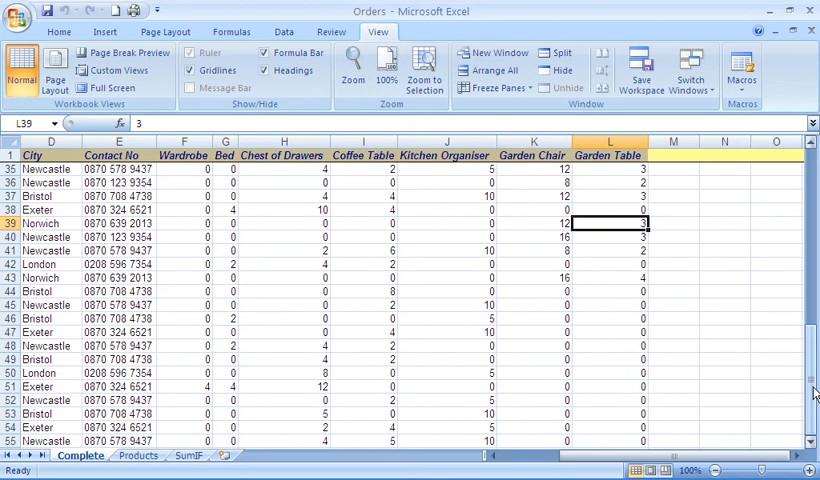 Orders - Microsoft Excel
Home Insert Page Layout Formulas Data Review View
Normal Page Layout Page Break Preview Custom Views Full Screen
Workbook Views
Ruler Gridlines Message Bar Formula Bar Headings
Show/Hide
Zoom 100% Zoom to Selection
Zoom
New Window Arrange All Freeze Panes Split Hide Unhide Save Workspace Switch Windows
Window
Macros
Macros
L39 fx 3
D E F G H I J K L M N O
1 City Contact No Wardrobe Bed Chest of Drawers Coffee Table Kitchen Organiser Garden Chair Garden Table
35 Newcastle 0870 578 9437 0 0 4 2 5 12 3
36 Newcastle 0870 123 9354 0 0 0 0 0 8 2
37 Bristol 0870 708 4738 0 0 4 4 10 12 3
38 Exeter 0870 324 6521 0 4 10 4 0 0 0
39 Norwich 0870 639 2013 0 0 0 0 0 12 3
40 Newcastle 0870 123 9354 0 0 0 0 0 16 3
41 Newcastle 0870 578 9437 0 0 2 6 10 8 2
42 London 0208 596 7354 0 2 4 2 0 0 0
43 Norwich 0870 639 2013 0 0 0 0 0 16 4
44 Bristol 0870 708 4738 0 0 0 8 0 0 0
45 Newcastle 0870 578 9437 0 0 0 2 10 0 0
46 Bristol 0870 708 4738 0 2 0 0 5 0 0
47 Exeter 0870 324 6521 0 0 0 4 10 0 0
48 Newcastle 0870 578 9437 0 2 4 2 0 0 0
49 Bristol 0870 708 4738 0 0 4 2 0 0 0
50 London 0208 596 7354 0 0 8 0 5 0 0
51 Exeter 0870 324 6521 4 4 12 0 0 0 0
52 Newcastle 0870 578 9437 0 0 0 0 5 0 0
53 Bristol 0870 708 4738 0 0 5 0 10 0 0
54 Exeter 0870 324 6521 0 0 2 4 5 0 0
55 Newcastle 0870 578 9437 0 0 4 5 10 0 0
Complete Products SumIF
Ready 100%